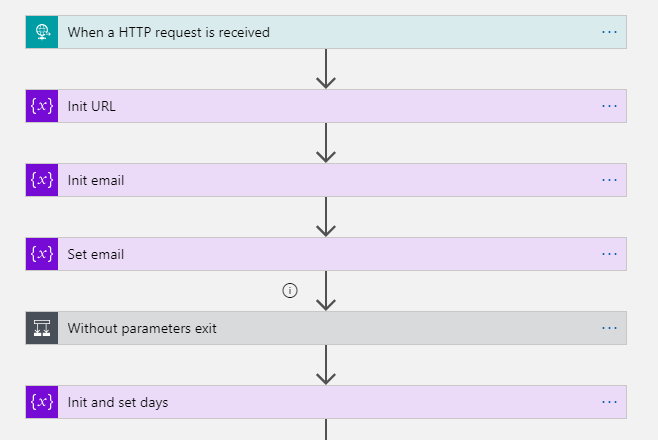 When a HTTP request is received
...
{x} Init URL
...
{x} Init email
...
{x} Set email
...
Without parameters exit
...
{x} Init and set days
...